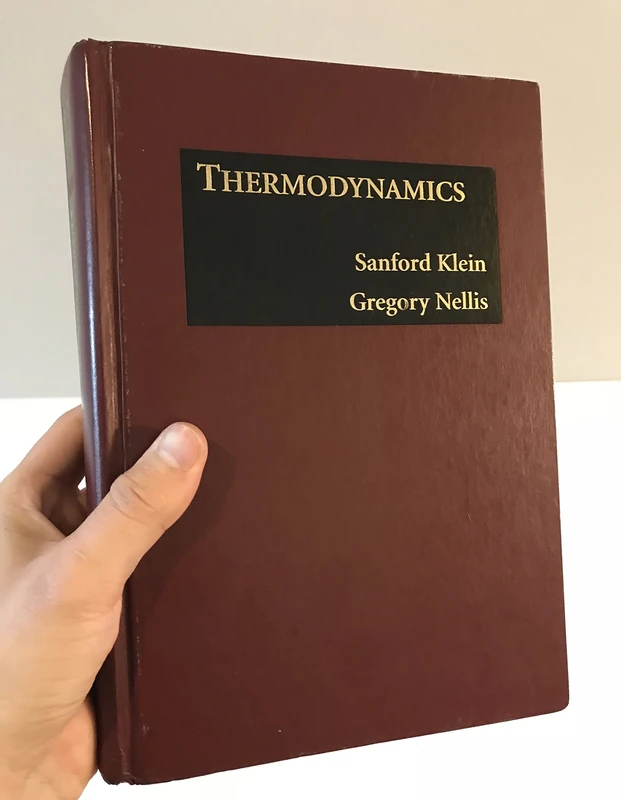 THERMODYNAMICS
Sanford Klein
Gregory Nellis